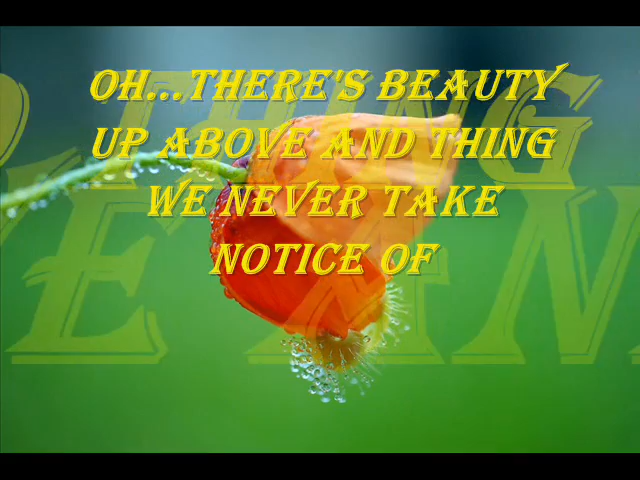 OH...THERE'S BEAUTY
UP ABOVE AND THING
WE NEVER TAKE
NOTICE OF